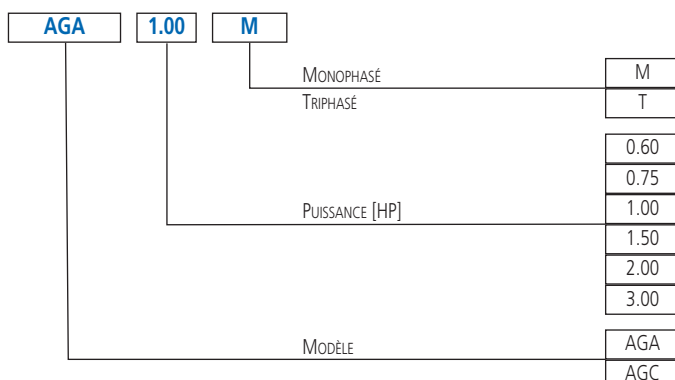 AGA 1.00 M
Monophasé M
Triphasé T
0.60
0.75
Puissance [HP] 1.00
1.50
2.00
3.00
Modèle AGA
AGC